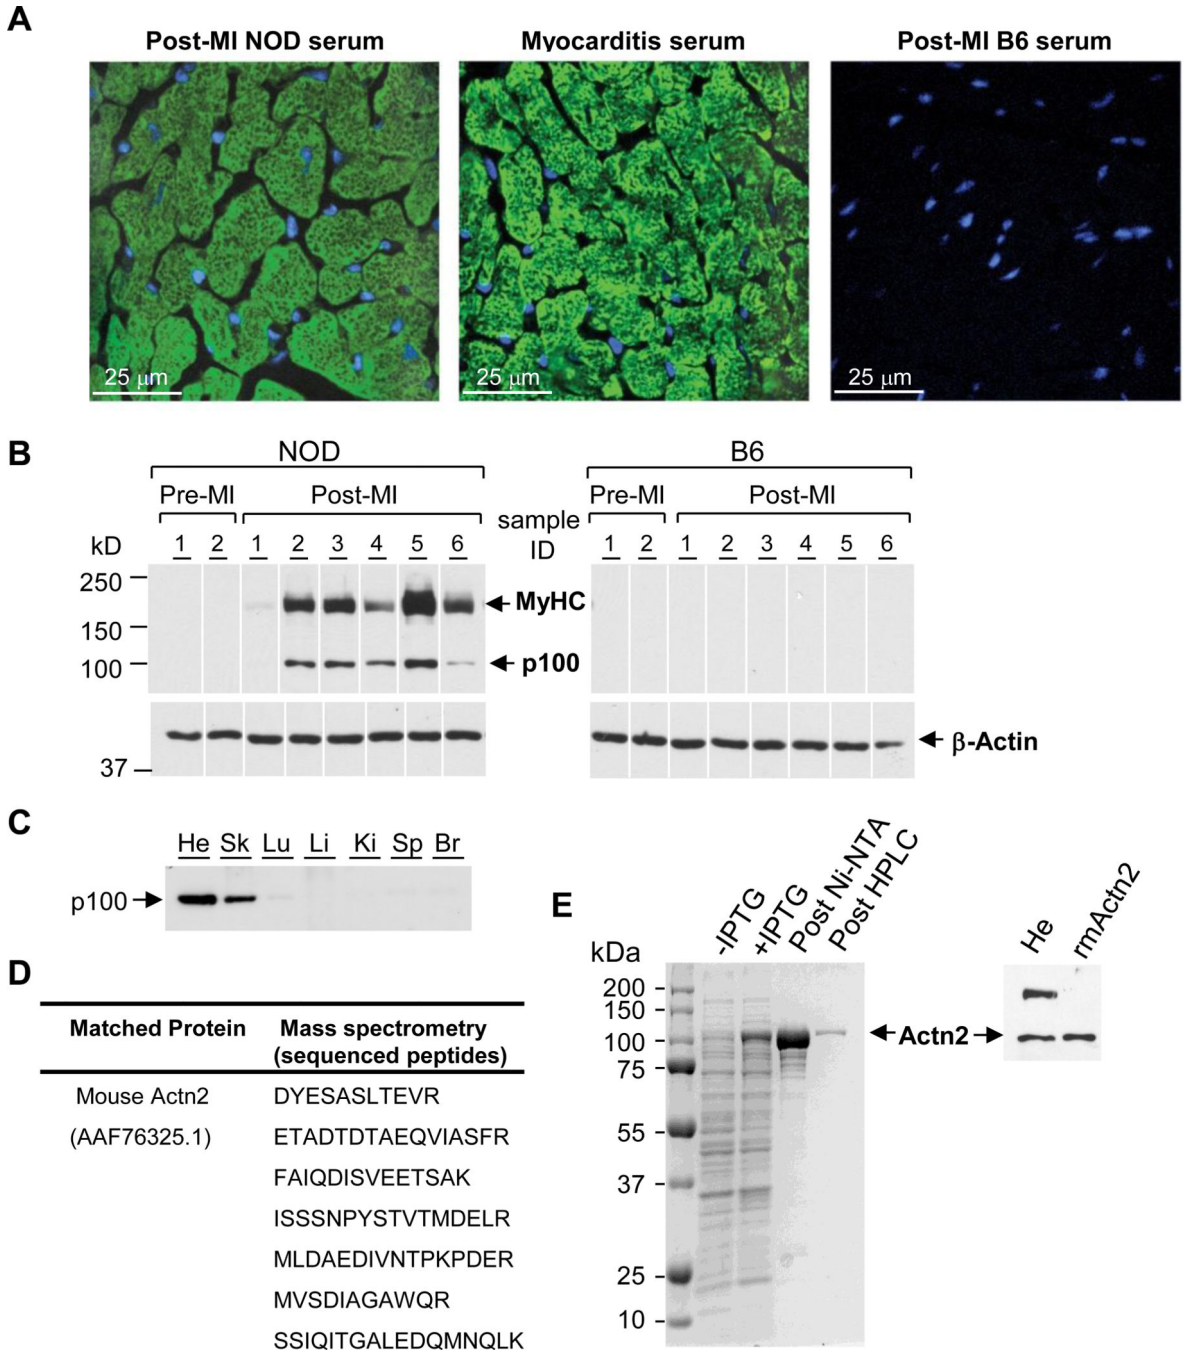 A
Post-MI NOD serum
Myocarditis serum
Post-MI B6 serum
25 μm
25 μm
25 μm
B
NOD
B6
Pre-MI
Post-MI
sample
ID
Pre-MI
Post-MI
kD
1 2 1 2 3 4 5 6
1 2 1 2 3 4 5 6
250
150
100
MyHC
p100
37
β-Actin
C
He Sk Lu Li Ki Sp Br
p100
D
Matched Protein
Mass spectrometry
(sequenced peptides)
Mouse Actn2
DYESASLTEVR
(AAF76325.1)
ETADTDTAEQVIASFR
FAIQDISVEETSAK
ISSSNPYSTVTMDELR
MLDAEDIVNTPKPDER
MVSDIAGAWQR
SSIQITGALEDQMNQLK
E
-IPTG
+IPTG
Post Ni-NTA
Post HPLC
He
rmActn2
kDa
200
150
100
75
55
37
25
10
Actn2